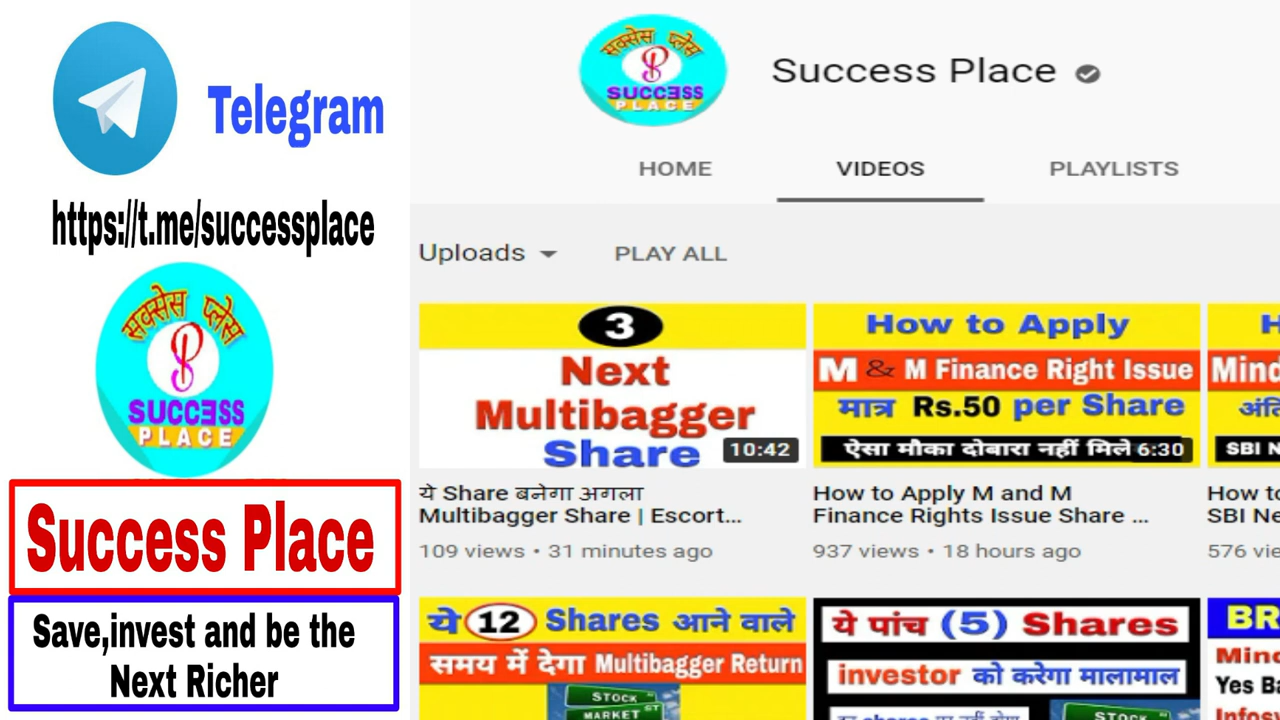 Telegram
https://t.me/successplace
सक्सेस प्लेस
SUCCESS
PLACE
Success Place
Save,invest and be the
Next Richer
सक्सेस प्लेस
SUCCESS
PLACE
Success Place
HOME
VIDEOS
PLAYLISTS
Uploads
PLAY ALL
3
Next
Multibagger
Share
10:42
ये Share बनेगा अगला
Multibagger Share | Escort...
109 views • 31 minutes ago
How to Apply
M & M Finance Right Issue
मात्र Rs.50 per Share
ऐसा मौका दोबारा नहीं मिले
6:30
How to Apply M and M
Finance Rights Issue Share ...
937 views • 18 hours ago
Mind
SBI N
How to
SBI Ne
576 vie
ये 12 Shares आने वाले
समय में देगा Multibagger Return
STOCK
MARKET ST
ये पांच (5) Shares
investor को करेगा मालामाल
STOCK
BR
Mind
Yes Ba
Infos